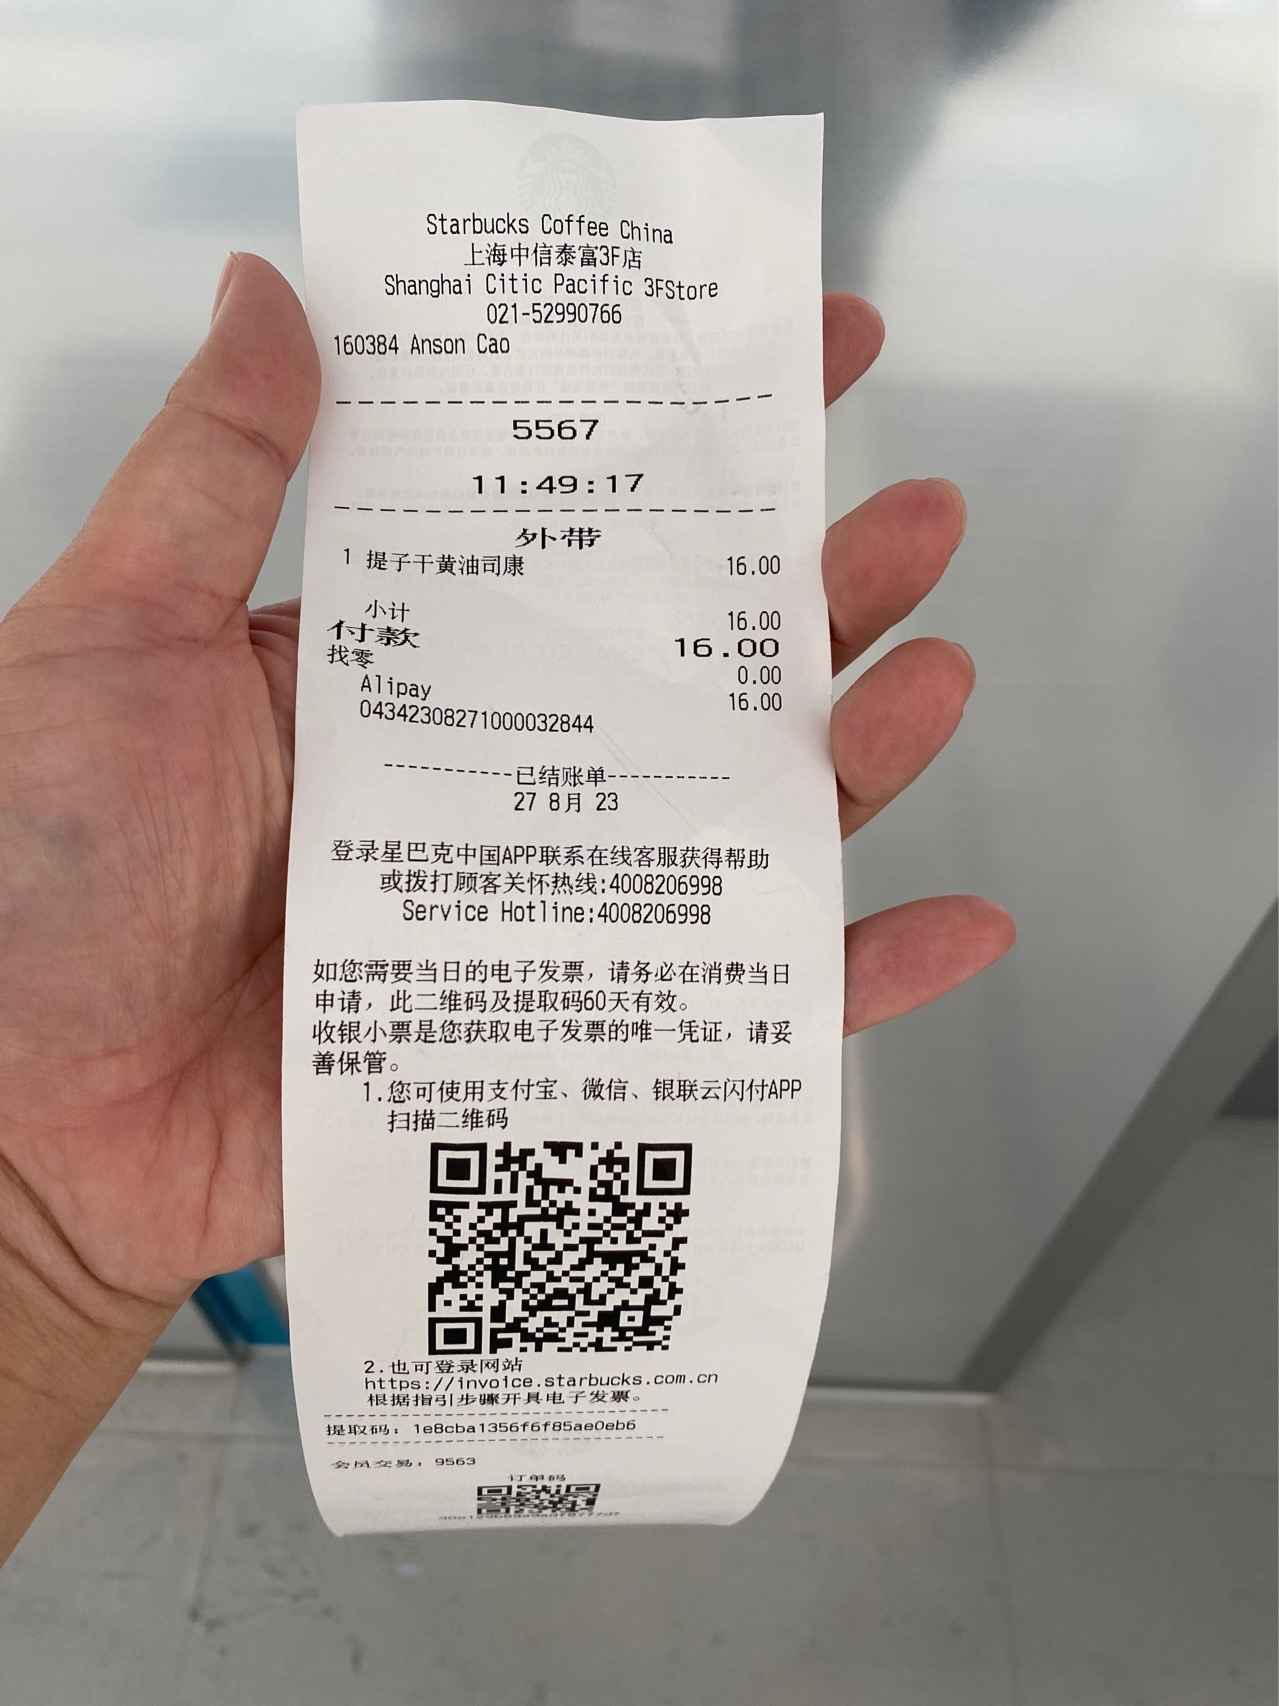 Starbucks Coffee China
上海中信泰富3F店
Shanghai Citic Pacific 3FStore
021-52990766
160384 Anson Cao
5567
11:49:17
外带
1 提子干黄油司康 16.00
小计 16.00
付款 16.00
找零 0.00
Alipay 16.00
04342308271000032844
-----------已结账单-----------
27 8月 23
登录星巴克中国APP联系在线客服获得帮助
或拨打顾客关怀热线:4008206998
Service Hotline:4008206998
如您需要当日的电子发票，请务必在消费当日
申请，此二维码及提取码60天有效。
收银小票是您获取电子发票的唯一凭证，请妥
善保管。
1.您可使用支付宝、微信、银联云闪付APP
扫描二维码
2.也可登录网站
https://invoice.starbucks.com.cn
根据指引步骤开具电子发票。
提取码：1e8cba1356f6f85ae0eb6
会员交易：9563
订单码